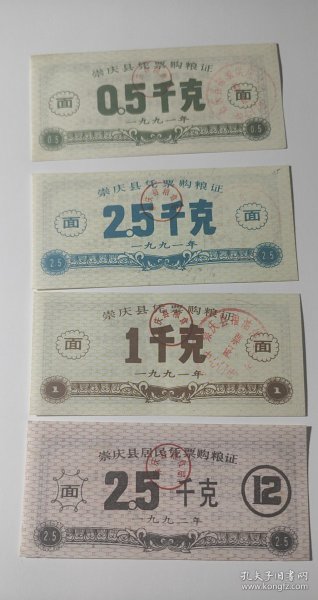 崇庆县凭票购粮证
面 0.5千克 面
一九九一年
0.5 0.5
崇庆县凭票购粮证
面 2.5千克 面
一九九一年
2.5 2.5
崇庆县凭票购粮证
面 1千克 面
一九九一年
1 1
崇庆县居民凭票购粮证
面 2.5 千克 12
一九九二年
2.5 2.5
孔夫子旧书网